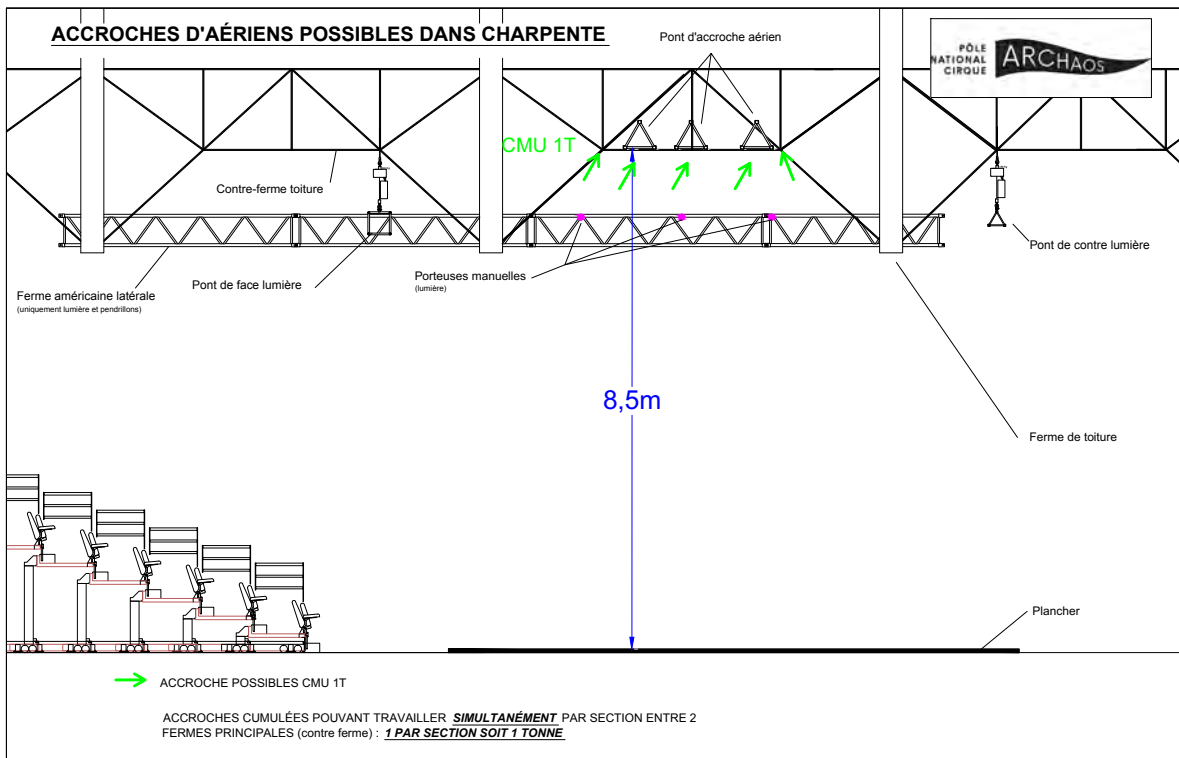 ACCROCHES D'AÉRIENS POSSIBLES DANS CHARPENTE
Pont d'accroche aérien
PÔLE
NATIONAL
CIRQUE
ARCHAOS
CMU 1T
Contre-ferme toiture
Pont de contre lumière
Ferme américaine latérale
(uniquement lumière et pendrillons)
Pont de face lumière
Porteuses manuelles
(lumière)
8,5m
Ferme de toiture
Plancher
ACCROCHE POSSIBLES CMU 1T
ACCROCHES CUMULÉES POUVANT TRAVAILLER SIMULTANÉMENT PAR SECTION ENTRE 2
FERMES PRINCIPALES (contre ferme) : 1 PAR SECTION SOIT 1 TONNE